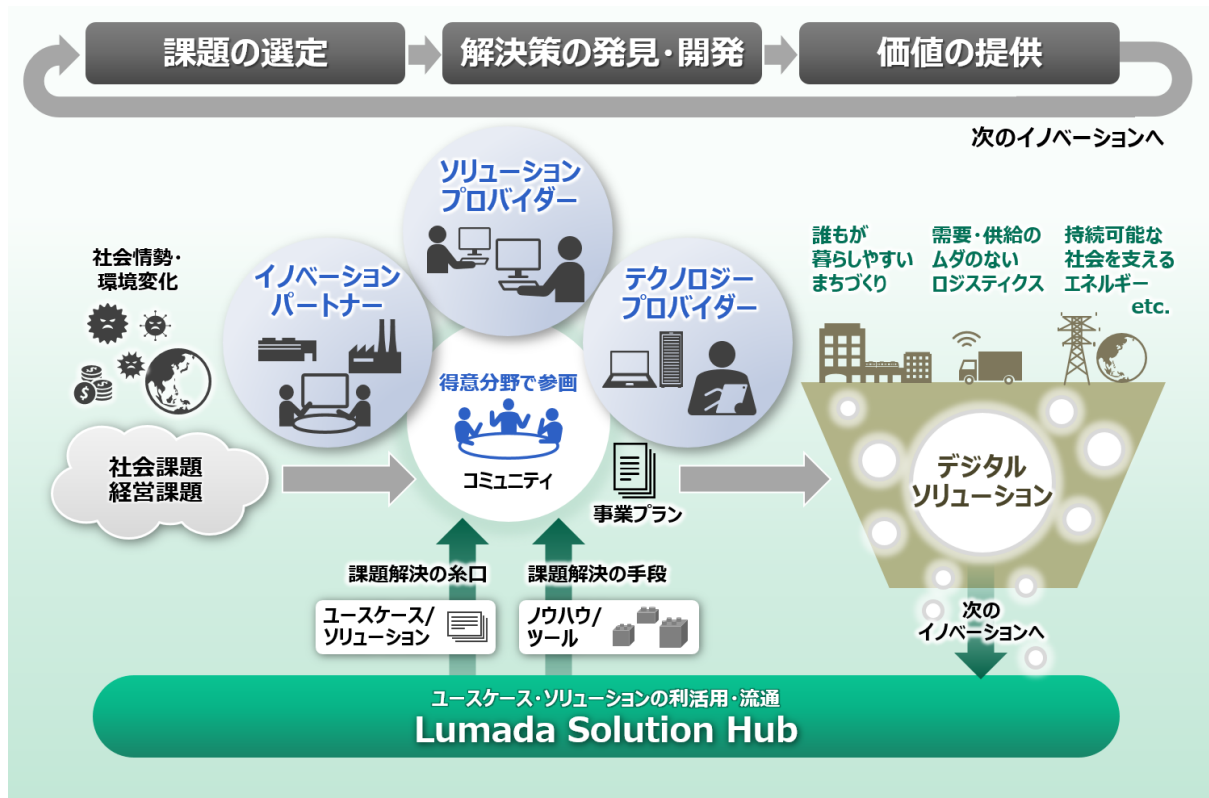 課題の選定
解決策の発見・開発
価値の提供
次のイノベーションへ
ソリューション
プロバイダー
イノベーション
パートナー
テクノロジー
プロバイダー
社会情勢・
環境変化
誰もが
暮らしやすい
まちづくり
需要・供給の
ムダのない
ロジスティクス
持続可能な
社会を支える
エネルギー
etc.
得意分野で参画
コミュニティ
社会課題
経営課題
事業プラン
デジタル
ソリューション
課題解決の糸口
課題解決の手段
ユースケース/
ソリューション
ノウハウ/
ツール
次の
イノベーションへ
ユースケース・ソリューションの利活用・流通
Lumada Solution Hub